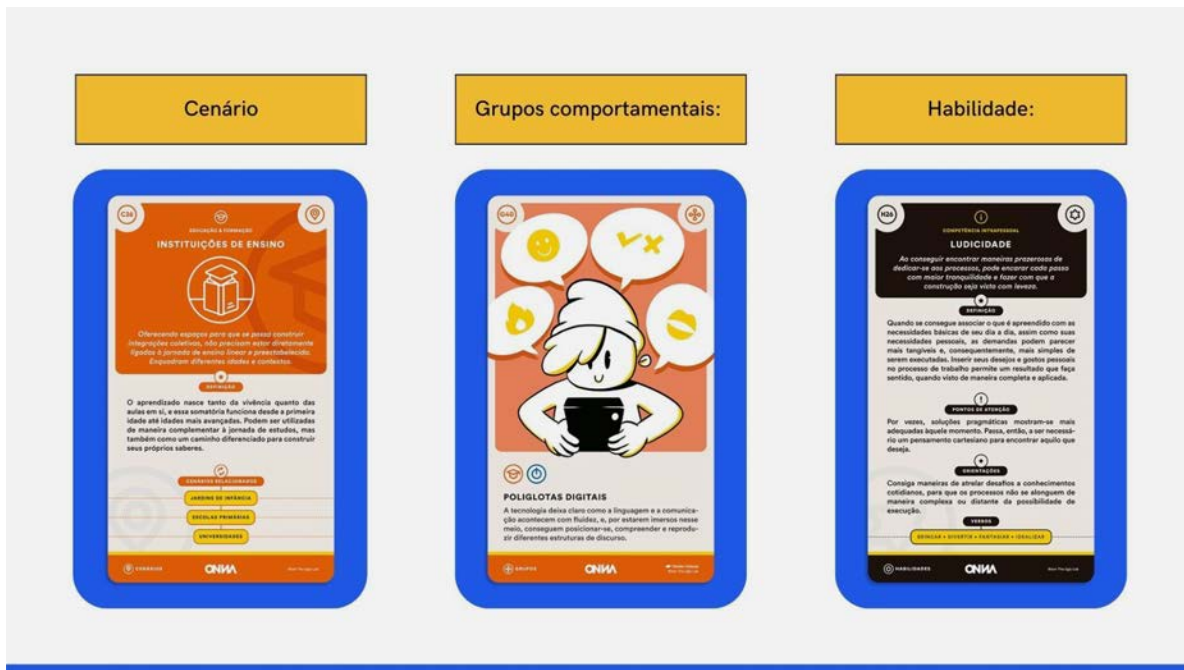 Cenário
C36
EDUCAÇÃO & FORMAÇÃO
INSTITUIÇÕES DE ENSINO
Oferecendo espaços para que se possa construir
integrações coletivas, não precisam estar diretamente
ligadas à jornada de ensino linear e preestabelecido.
Enquadram diferentes idades e contextos.
DEFINIÇÃO
O aprendizado nasce tanto da vivência quanto das
aulas em si, e essa somatória funciona desde a primeira
idade até idades mais avançadas. Podem ser utilizadas
de maneira complementar à jornada de estudos, mas
também como um caminho diferenciado para construir
seus próprios saberes.
CENÁRIOS RELACIONADOS
JARDINS DE INFÂNCIA
ESCOLAS PRIMÁRIAS
UNIVERSIDADES
CENÁRIOS
Grupos comportamentais:
G40
POLIGLOTAS DIGITAIS
A tecnologia deixa claro como a linguagem e a comunica-
ção acontecem com fluidez, e, por estarem imersos nesse
meio, conseguem posicionar-se, compreender e reprodu-
zir diferentes estruturas de discurso.
GRUPOS
Habilidade:
H26
COMPETÊNCIA INTRAPESSOAL
LUDICIDADE
Ao conseguir encontrar maneiras prazerosas de
dedicar-se aos processos, pode encarar cada passo
com maior tranquilidade e fazer com que a
construção seja vista com leveza.
DEFINIÇÃO
Quando se consegue associar o que é apreendido com as
necessidades básicas de seu dia a dia, assim como suas
necessidades pessoais, as demandas podem parecer
mais tangíveis e, consequentemente, mais simples de
serem executadas. Inserir seus desejos e gostos pessoais
no processo de trabalho permite um resultado que faça
sentido, quando visto de maneira completa e aplicada.
PONTOS DE ATENÇÃO
Por vezes, soluções pragmáticas mostram-se mais
adequadas àquele momento. Passa, então, a ser necessá-
rio um pensamento cartesiano para encontrar aquilo que
deseja.
ORIENTAÇÕES
Consiga maneiras de atrelar desafios a conhecimentos
cotidianos, para que os processos não se alonguem de
maneira complexa ou distante da possibilidade de
execução.
VERBOS
BRINCAR + DIVERTIR + FANTASIAR + IDEALIZAR
HABILIDADES